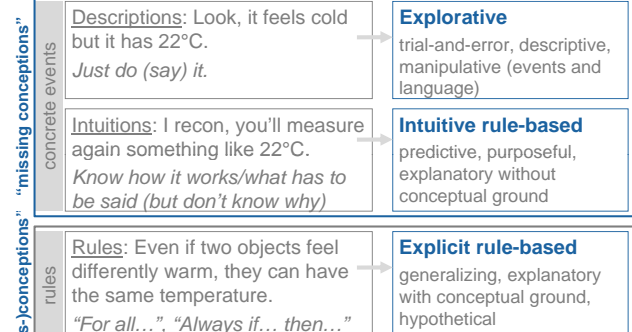 "missing conceptions"
concrete events
Descriptions: Look, it feels cold
but it has 22°C.
Just do (say) it.
Explorative
trial-and-error, descriptive,
manipulative (events and
language)
Intuitions: I recon, you'll measure
again something like 22°C.
Know how it works/what has to
be said (but don't know why)
Intuitive rule-based
predictive, purposeful,
explanatory without
conceptual ground
s-)conceptions"
rules
Rules: Even if two objects feel
differently warm, they can have
the same temperature.
"For all…", "Always if… then…"
Explicit rule-based
generalizing, explanatory
with conceptual ground,
hypothetical